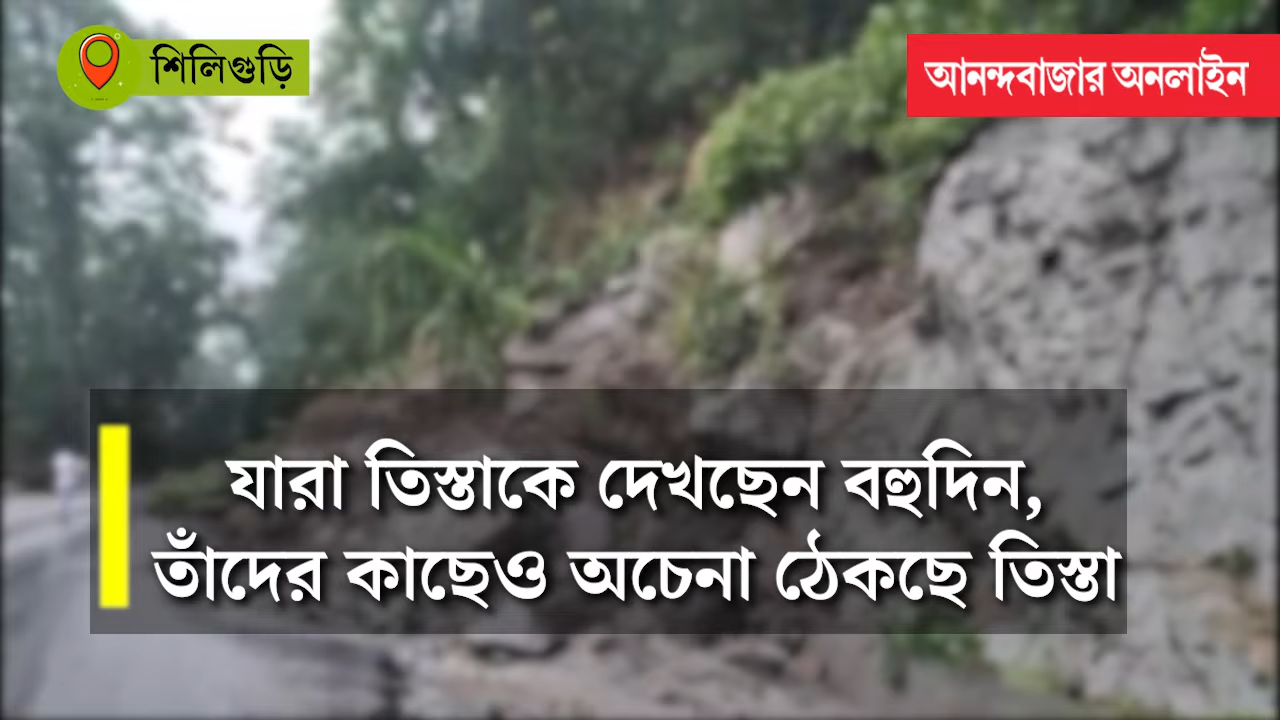 শিলিগুড়ি
আনন্দবাজার অনলাইন
যারা তিস্তাকে দেখছেন বহুদিন,
তাঁদের কাছেও অচেনা ঠেকছে তিস্তা